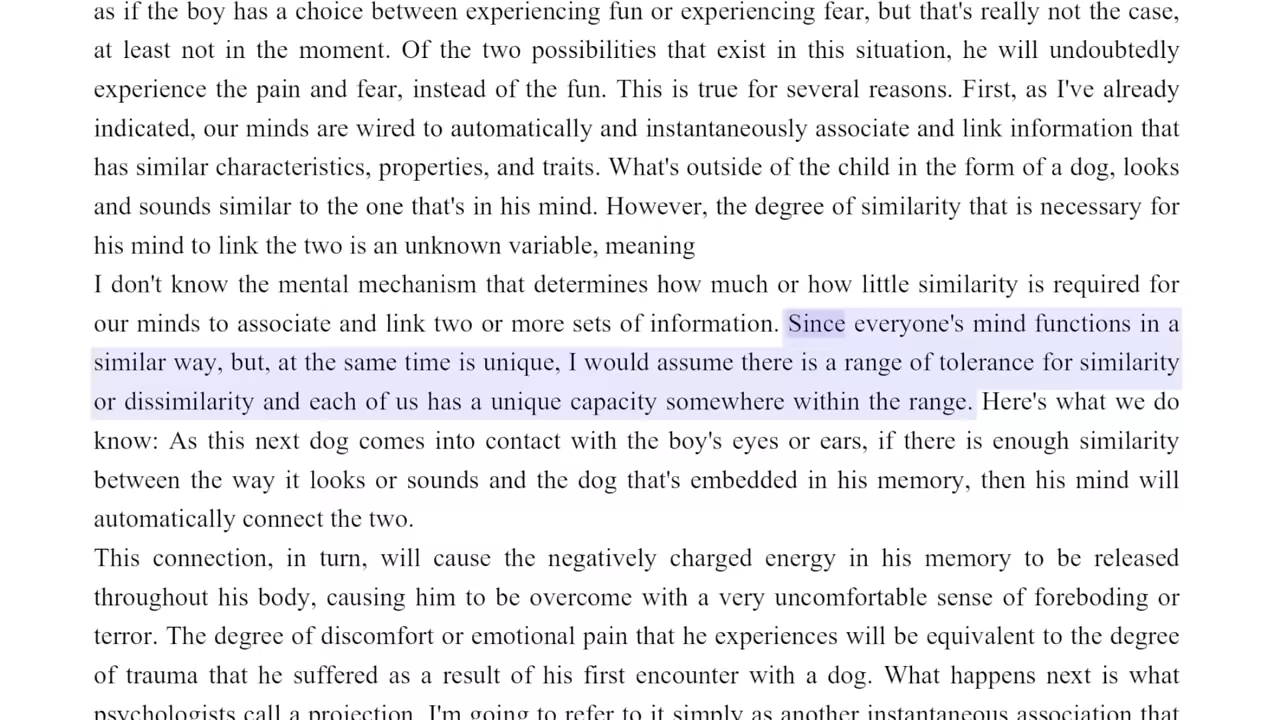 as if the boy has a choice between experiencing fun or experiencing fear, but that's really not the case,
at least not in the moment. Of the two possibilities that exist in this situation, he will undoubtedly
experience the pain and fear, instead of the fun. This is true for several reasons. First, as I've already
indicated, our minds are wired to automatically and instantaneously associate and link information that
has similar characteristics, properties, and traits. What's outside of the child in the form of a dog, looks
and sounds similar to the one that's in his mind. However, the degree of similarity that is necessary for
his mind to link the two is an unknown variable, meaning
I don't know the mental mechanism that determines how much or how little similarity is required for
our minds to associate and link two or more sets of information. Since everyone's mind functions in a
similar way, but, at the same time is unique, I would assume there is a range of tolerance for similarity
or dissimilarity and each of us has a unique capacity somewhere within the range. Here's what we do
know: As this next dog comes into contact with the boy's eyes or ears, if there is enough similarity
between the way it looks or sounds and the dog that's embedded in his memory, then his mind will
automatically connect the two.
This connection, in turn, will cause the negatively charged energy in his memory to be released
throughout his body, causing him to be overcome with a very uncomfortable sense of foreboding or
terror. The degree of discomfort or emotional pain that he experiences will be equivalent to the degree
of trauma that he suffered as a result of his first encounter with a dog. What happens next is what
psychologists call a projection. I'm going to refer to it simply as another instantaneous association that